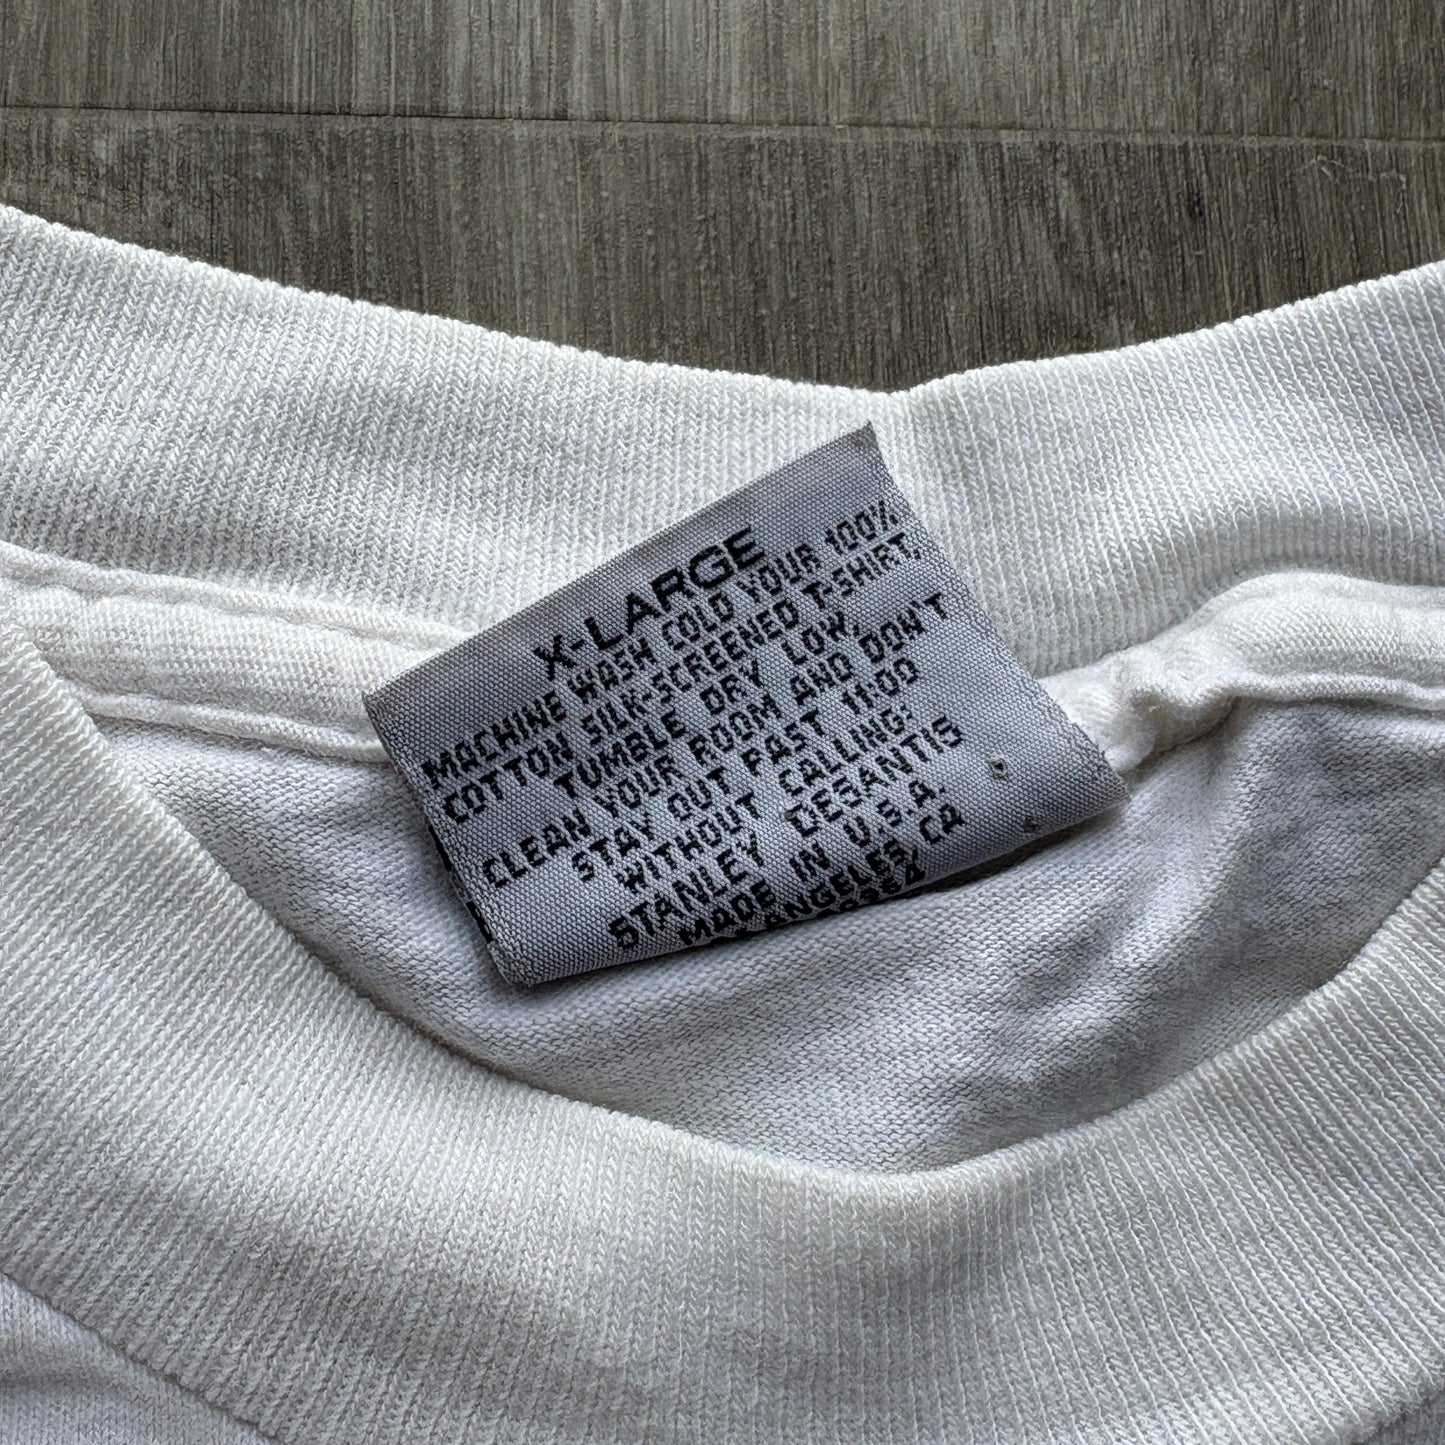 X-LARGE
MACHINE WASH COLD YOUR 100%
COTTON SILK-SCREENED T-SHIRT,
TUMBLE DRY LOW,
CLEAN YOUR ROOM AND DON'T
STAY OUT PAST 11:00
WITHOUT CALLING:
STANLEY DESANTIS
MADE IN U.S.A.
ANGELES, CA